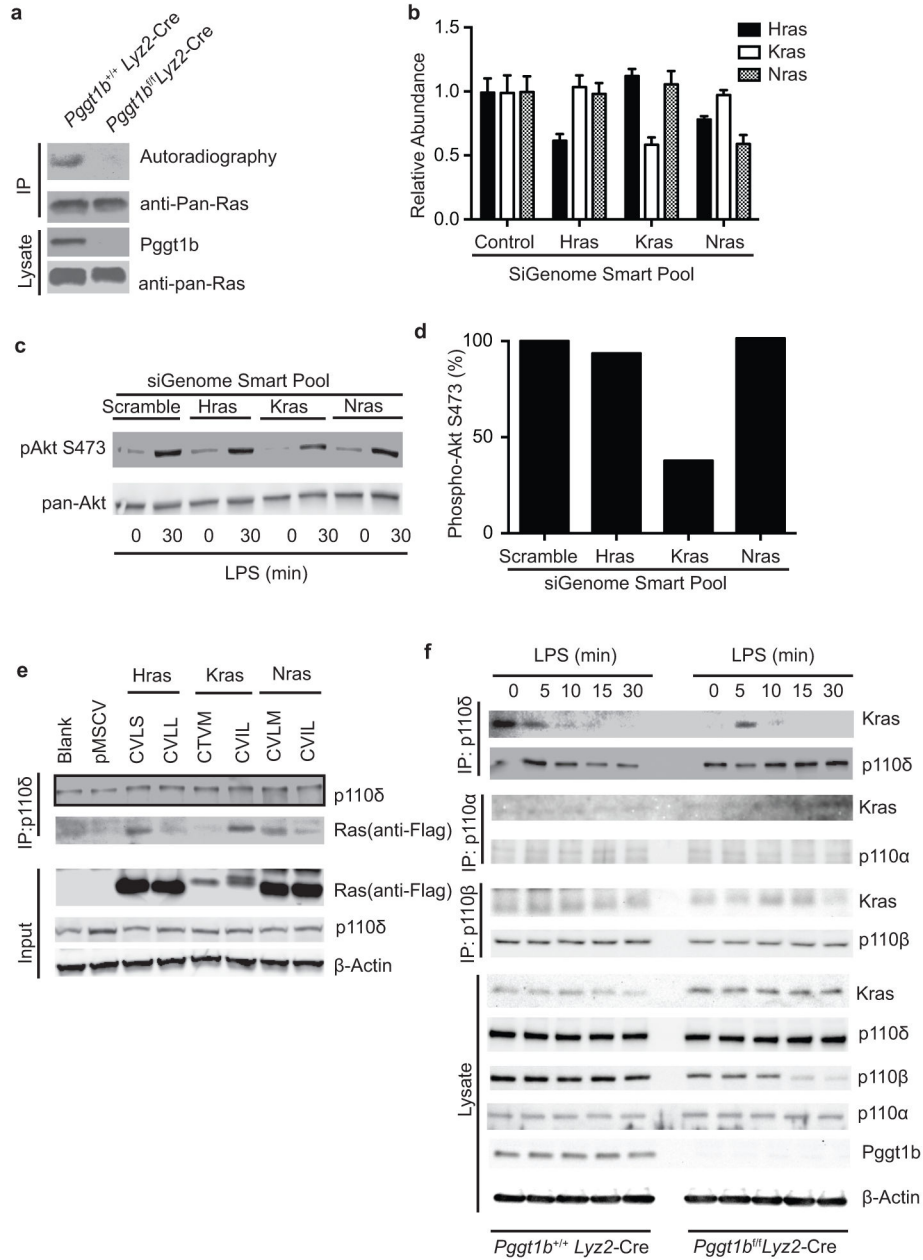 a
Pggt1b+/+ Lyz2-Cre
Pggt1bf/fLyz2-Cre
IP
Autoradiography
anti-Pan-Ras
Lysate
Pggt1b
anti-pan-Ras
b
Relative Abundance
1.5
1.0
0.5
0.0
Hras
Kras
Nras
Control Hras Kras Nras
SiGenome Smart Pool
c
siGenome Smart Pool
Scramble Hras Kras Nras
pAkt S473
pan-Akt
0 30 0 30 0 30 0 30
LPS (min)
d
Phospho-Akt S473 (%)
100
50
0
Scramble Hras Kras Nras
siGenome Smart Pool
e
Hras Kras Nras
Blank pMSCV CVLS CVLL CTVM CVIL CVLM CVIL
IP:p110δ
p110δ
Ras(anti-Flag)
Input
Ras(anti-Flag)
p110δ
β-Actin
f
LPS (min) LPS (min)
0 5 10 15 30 0 5 10 15 30
IP: p110δ
Kras
p110δ
IP: p110α
Kras
p110α
IP: p110β
Kras
p110β
Lysate
Kras
p110δ
p110β
p110α
Pggt1b
β-Actin
Pggt1b+/+ Lyz2-Cre Pggt1bf/fLyz2-Cre